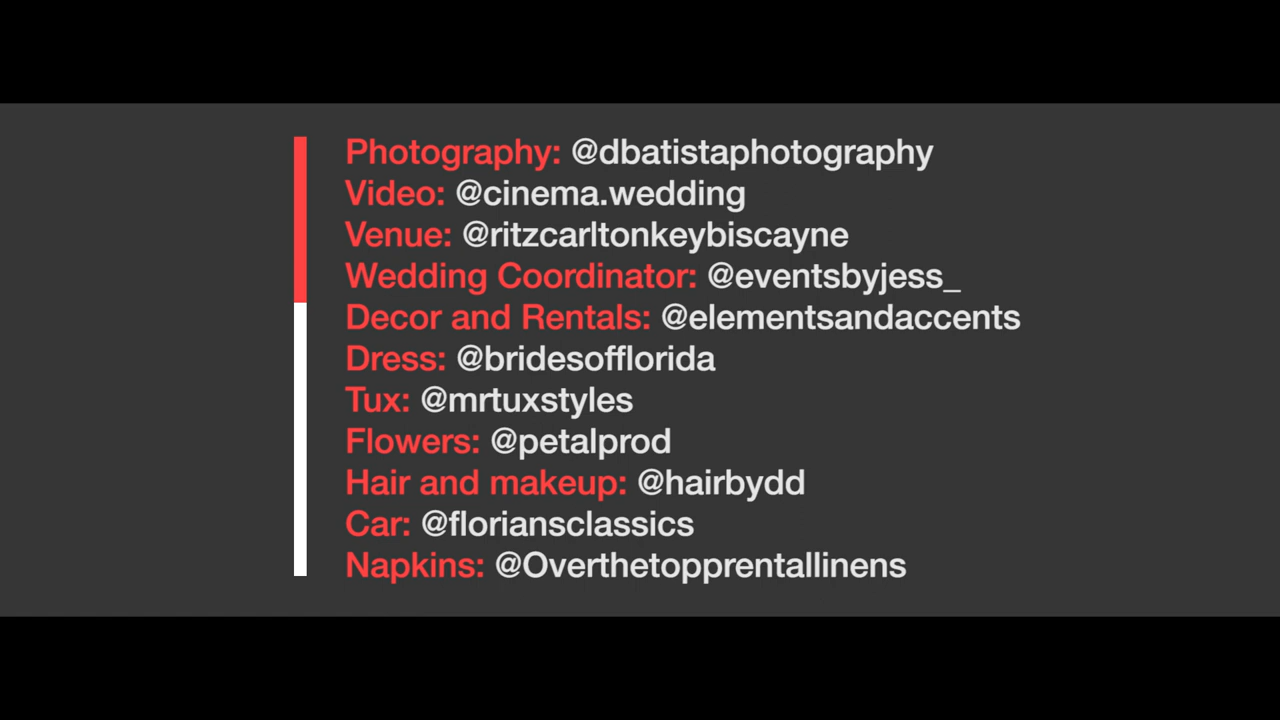 Photography: @dbatistaphotography
Video: @cinema.wedding
Venue: @ritzcarltonkeybiscayne
Wedding Coordinator: @eventsbyjess_
Decor and Rentals: @elementsandaccents
Dress: @bridesofflorida
Tux: @mrtuxstyles
Flowers: @petalprod
Hair and makeup: @hairbydd
Car: @floriansclassics
Napkins: @Overthetopprentallinens